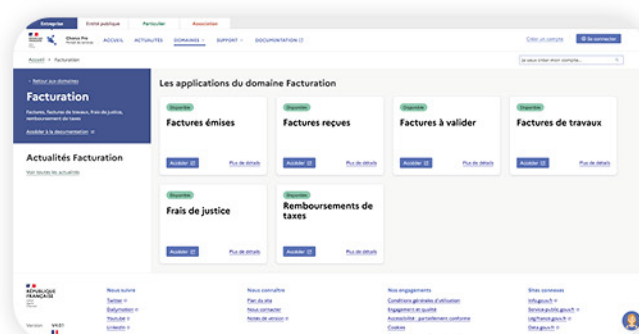 Entreprise
Entité publique
Particulier
Association
Chorus Pro
ACCUEIL
ACTUALITÉS
DOMAINES
SUPPORT
DOCUMENTATION
Créer un compte
Se connecter
Accueil
Facturation
Je veux créer mon compte...
Retour aux domaines
Facturation
Factures, factures de travaux, frais de justice,
remboursement de taxes
Accéder à la documentation
Actualités Facturation
Voir toutes les actualités
Les applications du domaine Facturation
Disponible
Factures émises
Accéder
Plus de détails
Disponible
Factures reçues
Accéder
Plus de détails
Disponible
Factures à valider
Accéder
Plus de détails
Disponible
Factures de travaux
Accéder
Plus de détails
Disponible
Frais de justice
Accéder
Plus de détails
Disponible
Remboursements de
taxes
Accéder
Plus de détails
RÉPUBLIQUE
FRANÇAISE
Version
Nous suivre
Twitter
Dailymotion
Youtube
LinkedIn
Nous connaître
Plan du site
Nous contacter
Notes de version
Nos engagements
Conditions générales d'utilisation
Engagement et qualité
Accessibilité : partiellement conforme
Cookies
Sites connexes
Info.gouv.fr
Service-public.gouv.fr
Legifrance.gouv.fr
Data.gouv.fr